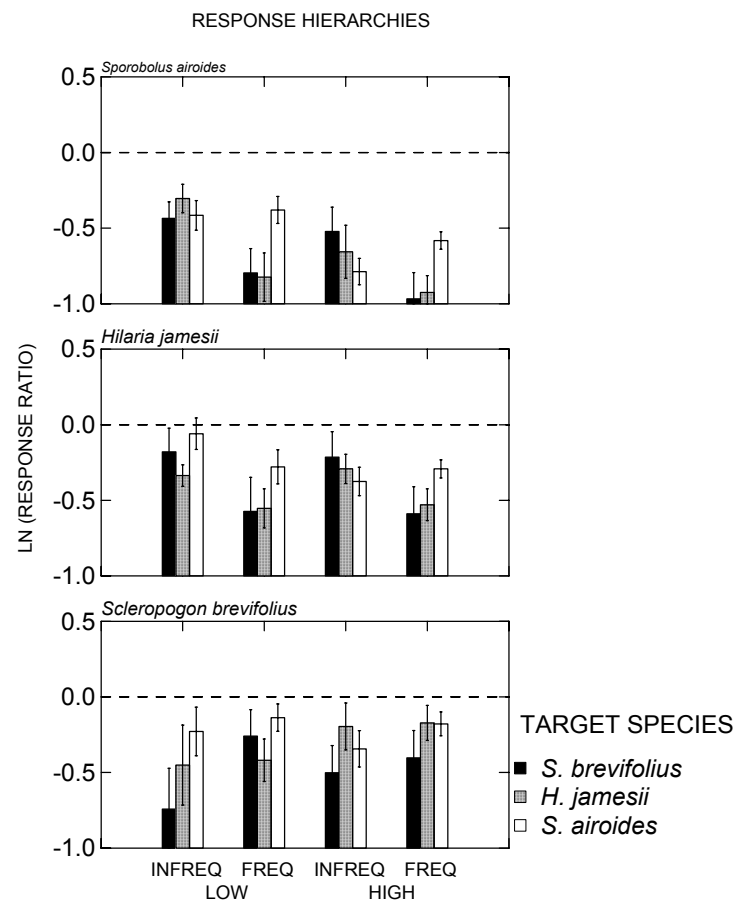 RESPONSE HIERARCHIES
Sporobolus airoides
0.5
0.0
-0.5
-1.0
Hilaria jamesii
0.5
0.0
-0.5
-1.0
LN (RESPONSE RATIO)
Scleropogon brevifolius
0.5
0.0
-0.5
-1.0
INFREQ FREQ INFREQ FREQ
LOW HIGH
TARGET SPECIES
S. brevifolius
H. jamesii
S. airoides